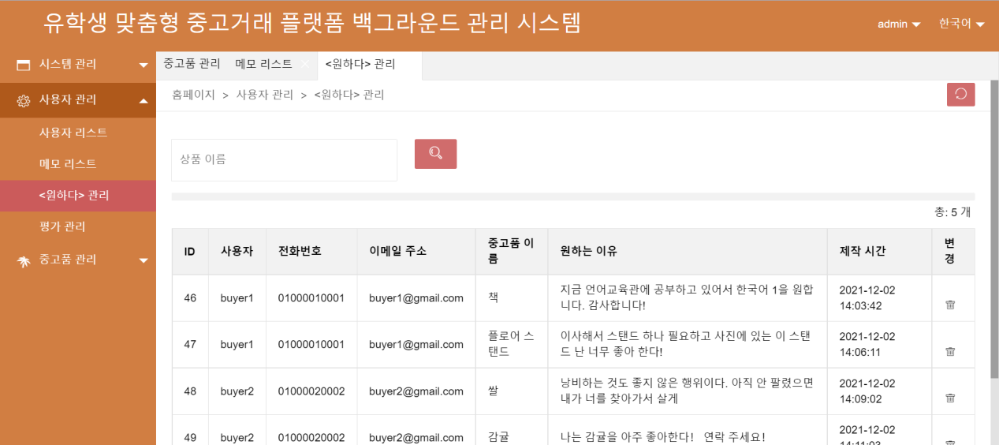 유학생 맞춤형 중고거래 플랫폼 백그라운드 관리 시스템
admin
한국어
시스템 관리
사용자 관리
사용자 리스트
메모 리스트
<원하다> 관리
평가 관리
중고품 관리
중고품 관리 메모 리스트 <원하다> 관리
홈페이지 > 사용자 관리 > <원하다> 관리
상품 이름
총: 5 개
ID 사용자 전화번호 이메일 주소 중고품 이름 원하는 이유 제작 시간 변경
46 buyer1 01000010001 buyer1@gmail.com 책 지금 언어교육관에 공부하고 있어서 한국어 1을 원합니다. 감사합니다! 2021-12-02 14:03:42
47 buyer1 01000010001 buyer1@gmail.com 플로어 스탠드 이사해서 스탠드 하나 필요하고 사진에 있는 이 스탠드 난 너무 좋아 한다! 2021-12-02 14:06:11
48 buyer2 01000020002 buyer2@gmail.com 쌀 낭비하는 것도 좋지 않은 행위이다. 아직 안 팔렸으면 내가 너를 찾아가서 살게 2021-12-02 14:09:02
49 buyer2 01000020002 buyer2@gmail.com 감귤 나는 감귤을 아주 좋아한다! 연락 주세요! 2021-12-02